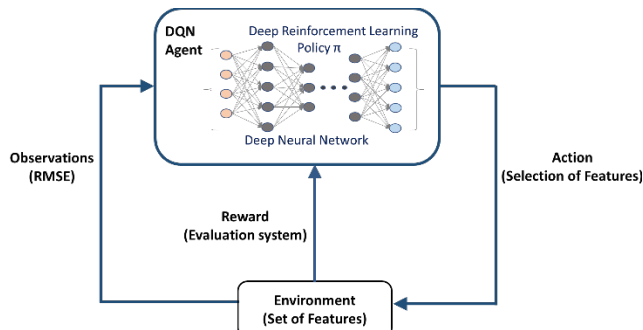 DQN
Agent
Deep Reinforcement Learning
Policy π
Deep Neural Network
Observations
(RMSE)
Action
(Selection of Features)
Reward
(Evaluation system)
Environment
(Set of Features)